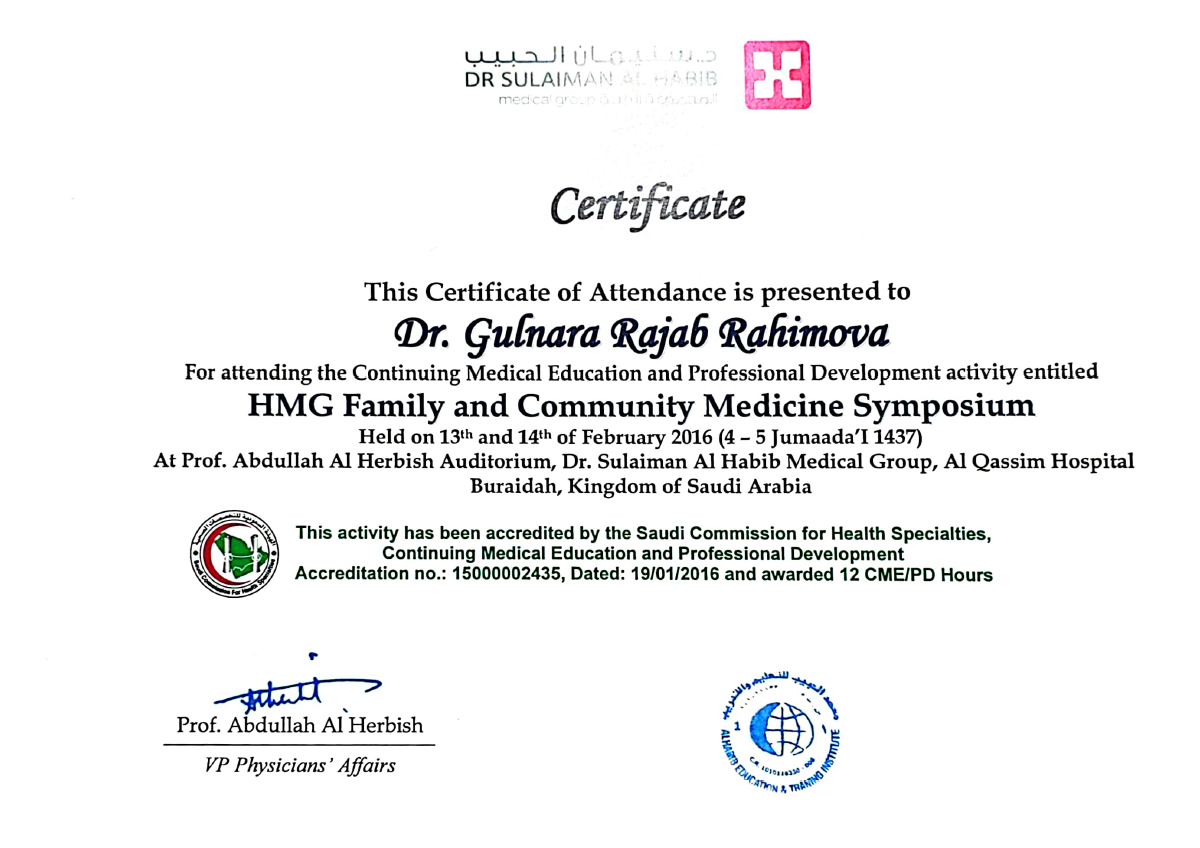 د. سليمان الحبيب
DR SULAIMAN AL HABIB
medical group المجموعة الطبية
Certificate
This Certificate of Attendance is presented to
Dr. Gulnara Rajab Rahimova
For attending the Continuing Medical Education and Professional Development activity entitled
HMG Family and Community Medicine Symposium
Held on 13th and 14th of February 2016 (4 – 5 Jumaada'I 1437)
At Prof. Abdullah Al Herbish Auditorium, Dr. Sulaiman Al Habib Medical Group, Al Qassim Hospital
Buraidah, Kingdom of Saudi Arabia
الهيئة السعودية للتخصصات الصحية
Saudi Commission For Health Specialties
This activity has been accredited by the Saudi Commission for Health Specialties,
Continuing Medical Education and Professional Development
Accreditation no.: 15000002435, Dated: 19/01/2016 and awarded 12 CME/PD Hours
Prof. Abdullah Al Herbish
VP Physicians' Affairs
معهد الحبيب للتعليم والتدريب
1
C.R.
ALHABIB EDUCATION & TRAINING INSTITUTE